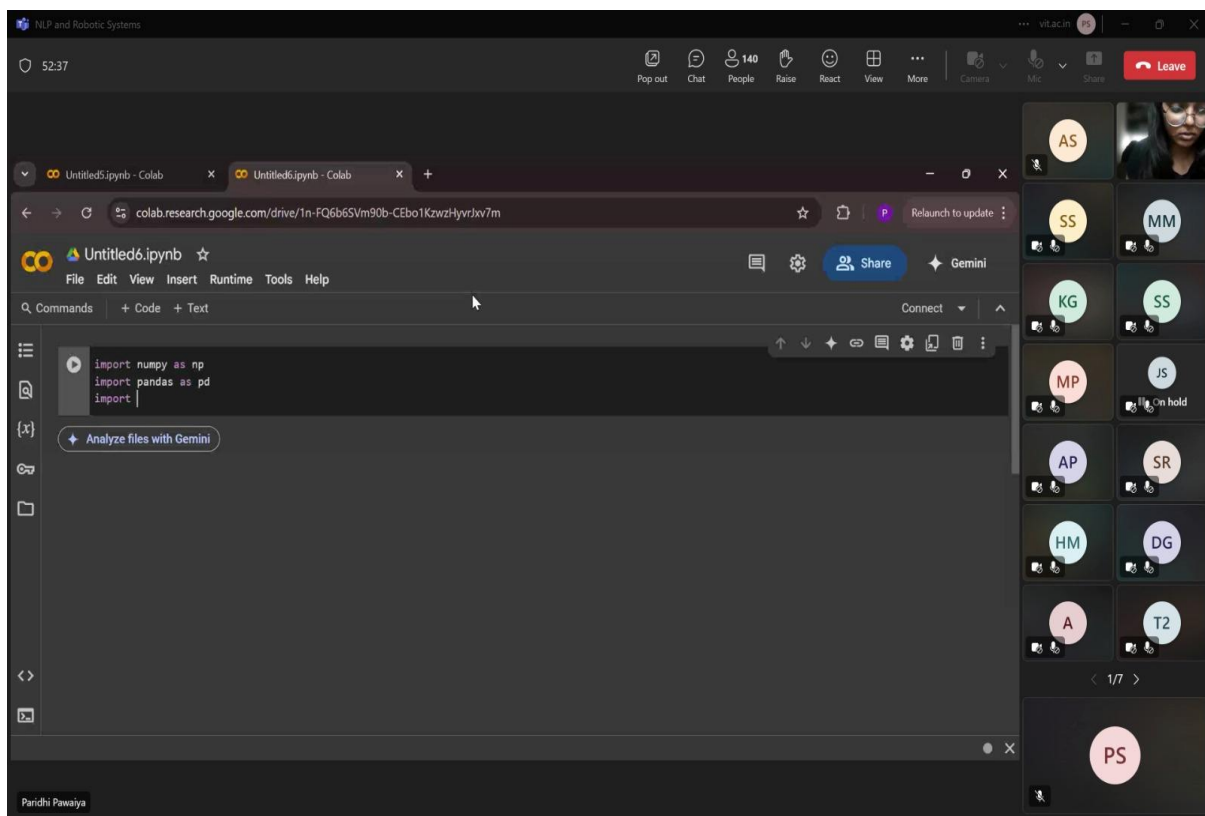 NLP and Robotic Systems
vit.ac.in PS
52:37
Pop out Chat 140 People Raise React View More Camera Mic Share Leave
AS
Untitled5.ipynb - Colab Untitled6.ipynb - Colab
colab.research.google.com/drive/1n-FQ6b6SVm90b-CEbo1KzwzHyvrJxv7m P Relaunch to update
SS MM
Untitled6.ipynb
File Edit View Insert Runtime Tools Help
Share Gemini
Commands + Code + Text Connect
KG SS
import numpy as np
import pandas as pd
import
MP JS
On hold
{x}
Analyze files with Gemini
AP SR
HM DG
A T2
1/7
PS
Paridhi Pawaiya